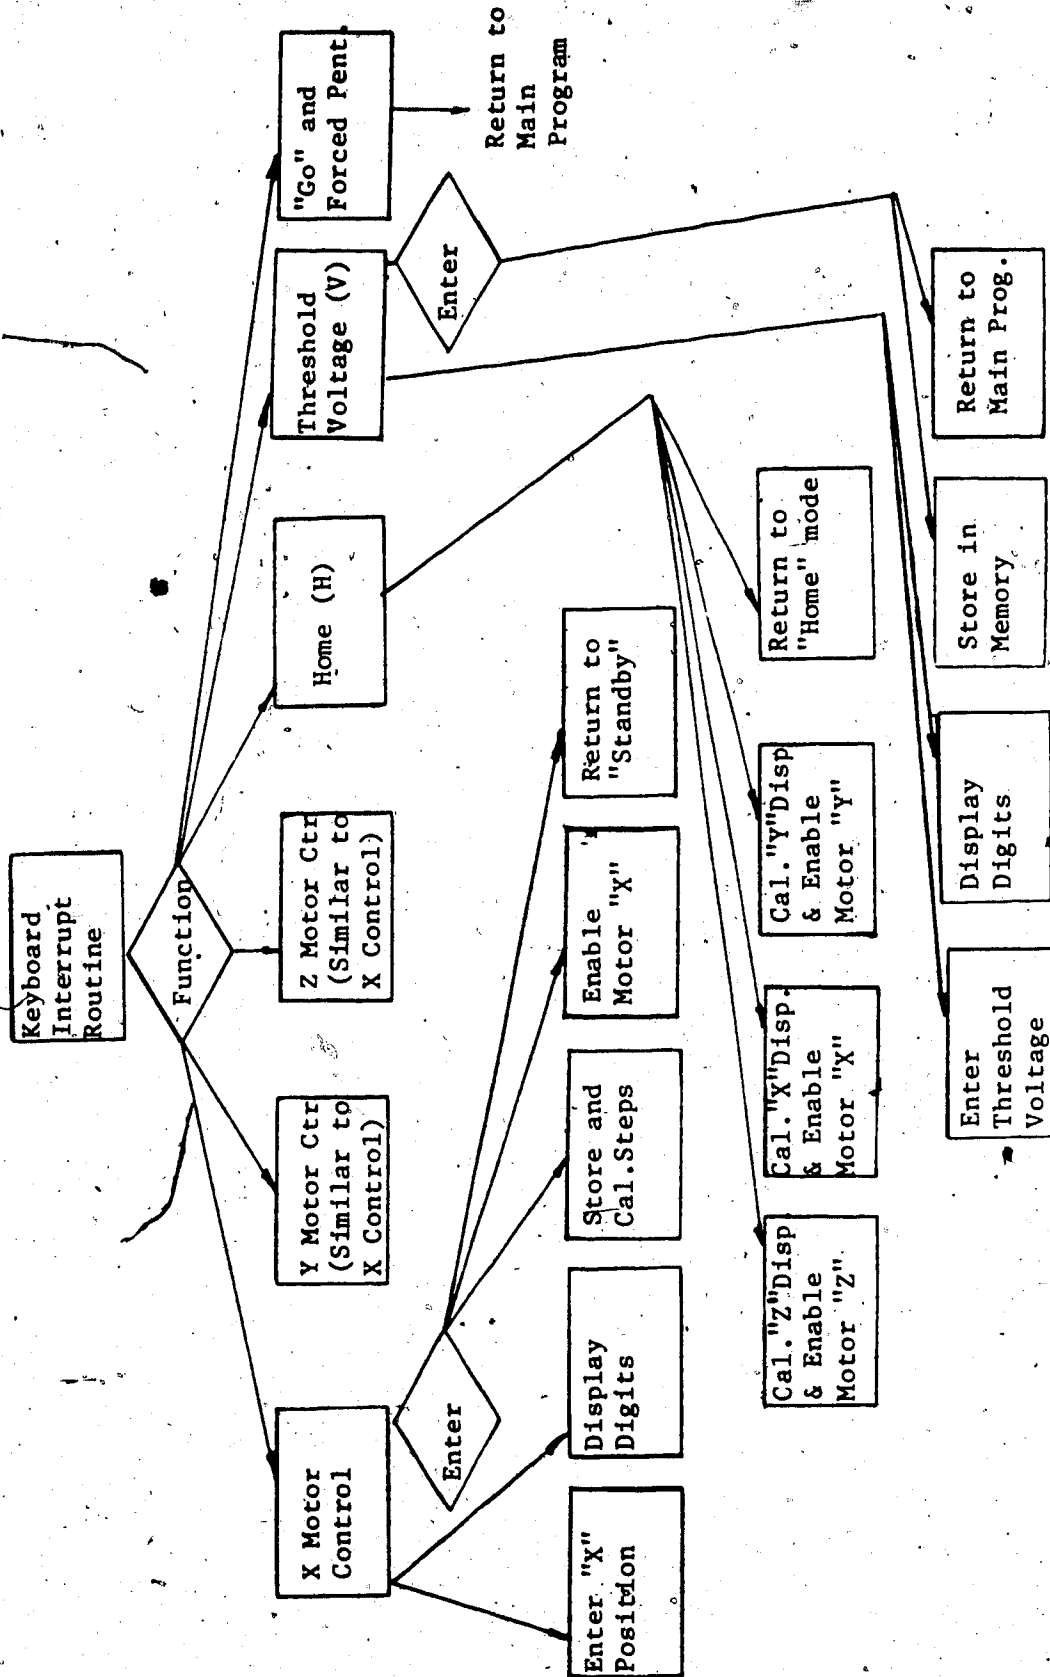 Keyboard
Interrupt
Routine
Function
X Motor
Control
Y Motor Ctr
(Similar to
X Control)
Z Motor Ctr
(Similar to
X Control)
Home (H)
Threshold
Voltage (V)
"Go" and
Forced Pent.
Enter
Enter
Return to
Main
Program
Enter "X"
Position
Display
Digits
Store and
Cal.Steps
Enable
Motor "X"
Return to
"Standby"
Cal."Z"Disp
& Enable
Motor "Z"
Cal."X"Disp.
& Enable
Motor "X"
Cal."Y"Disp
& Enable
Motor "Y"
Return to
"Home" mode
Enter
Threshold
Voltage
Display
Digits
Store in
Memory
Return to
Main Prog.